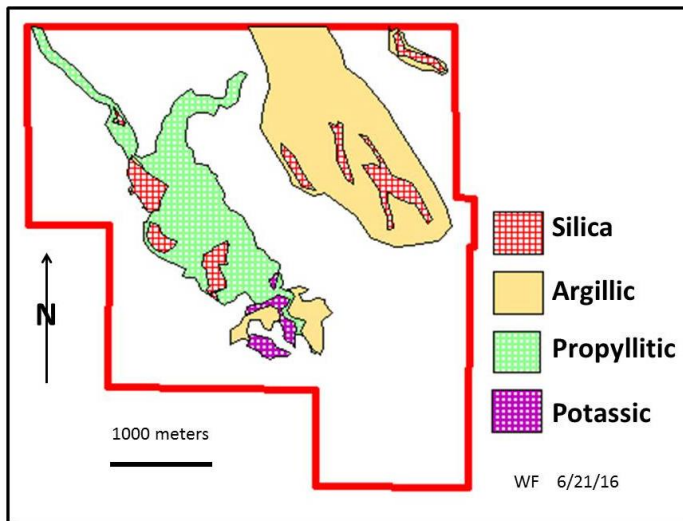 Silica
Argillic
N
Propyllitic
Potassic
1000 meters
WF 6/21/16